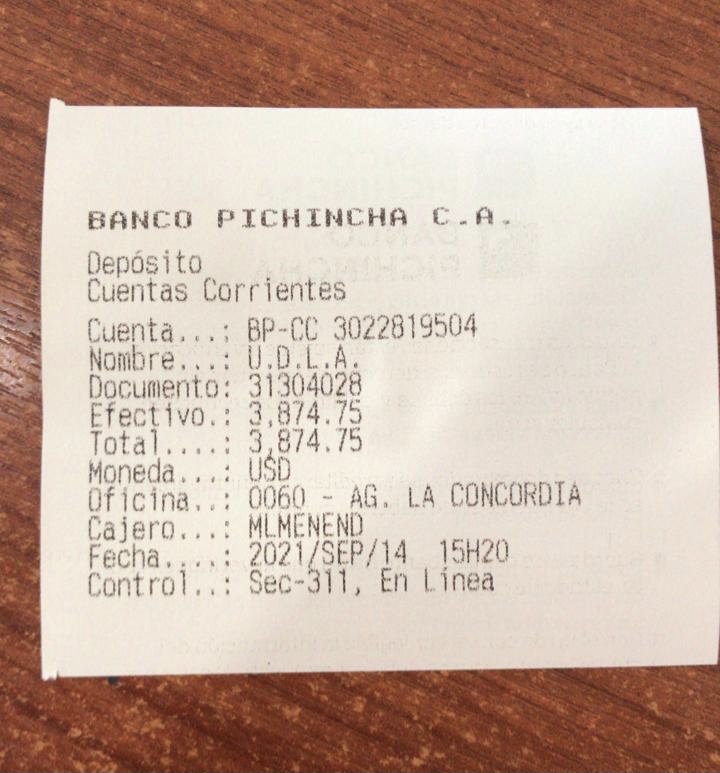 BANCO PICHINCHA C.A.
Depósito
Cuentas Corrientes
Cuenta...: BP-CC 3022819504
Nombre...: U.D.L.A.
Documento: 31304028
Efectivo.: 3,874.75
Total....: 3,874.75
Moneda...: USD
Oficina..: 0060 - AG. LA CONCORDIA
Cajero...: MLMENEND
Fecha....: 2021/SEP/14  15H20
Control..: Sec-311, En Línea